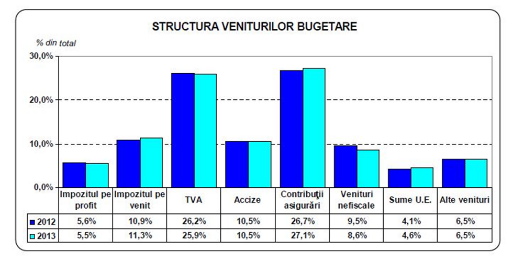 STRUCTURA VENITURILOR BUGETARE
% din total
30,0%
20,0%
10,0%
0,0%
Impozitul pe profit Impozitul pe venit TVA Accize Contribuţii asigurări Venituri nefiscale Sume U.E. Alte venituri
2012 5,6% 10,9% 26,2% 10,5% 26,7% 9,5% 4,1% 6,5%
2013 5,5% 11,3% 25,9% 10,5% 27,1% 8,6% 4,6% 6,5%